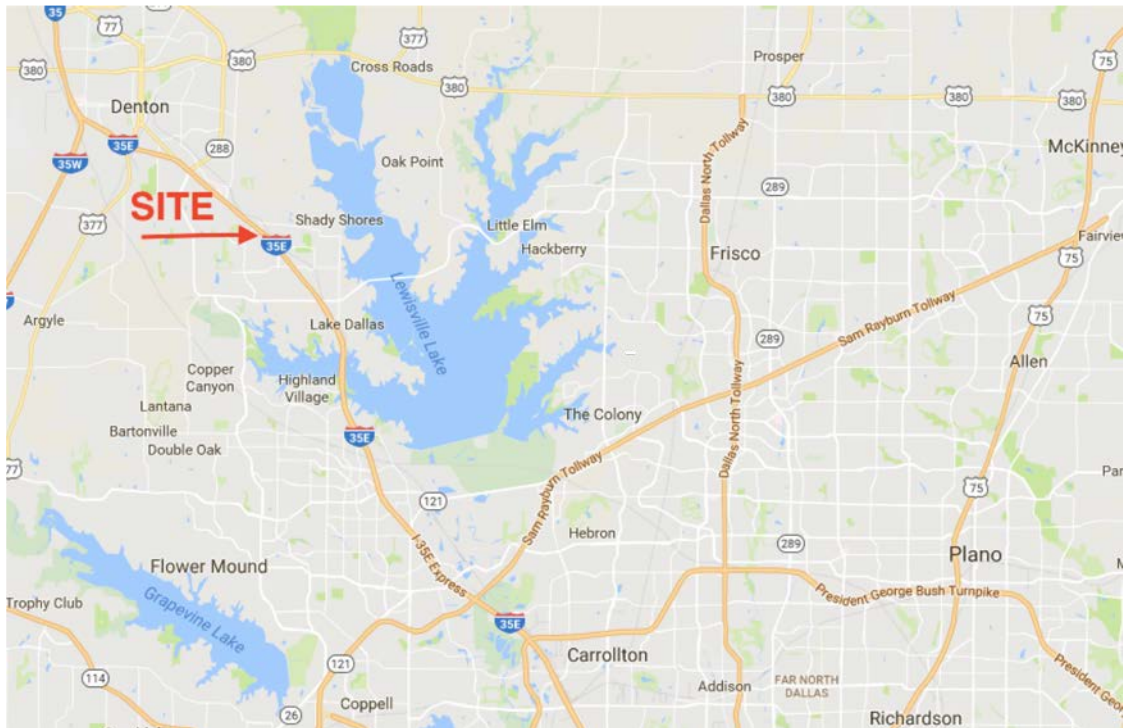 35
77
377
380
380
Cross Roads
380
Prosper
75
380
380
380
Denton
35E
35W
288
McKinney
Oak Point
Dallas North Tollway
289
SITE
377
Shady Shores
35E
Little Elm
Hackberry
Frisco
Fairview
75
Lewisville Lake
Sam Rayburn Tollway
Argyle
Lake Dallas
75
289
Allen
Copper
Canyon
Highland
Village
Lantana
Bartonville
Double Oak
The Colony
35E
Dallas North Tollway
77
Sam Rayburn Tollway
75
Par
121
Hebron
289
I-35E Express
Plano
Flower Mound
M
President George Bush Turnpike
Trophy Club
Grapevine Lake
35E
Carrollton
121
President Geor
114
Addison
FAR NORTH
DALLAS
Coppell
26
Richardson